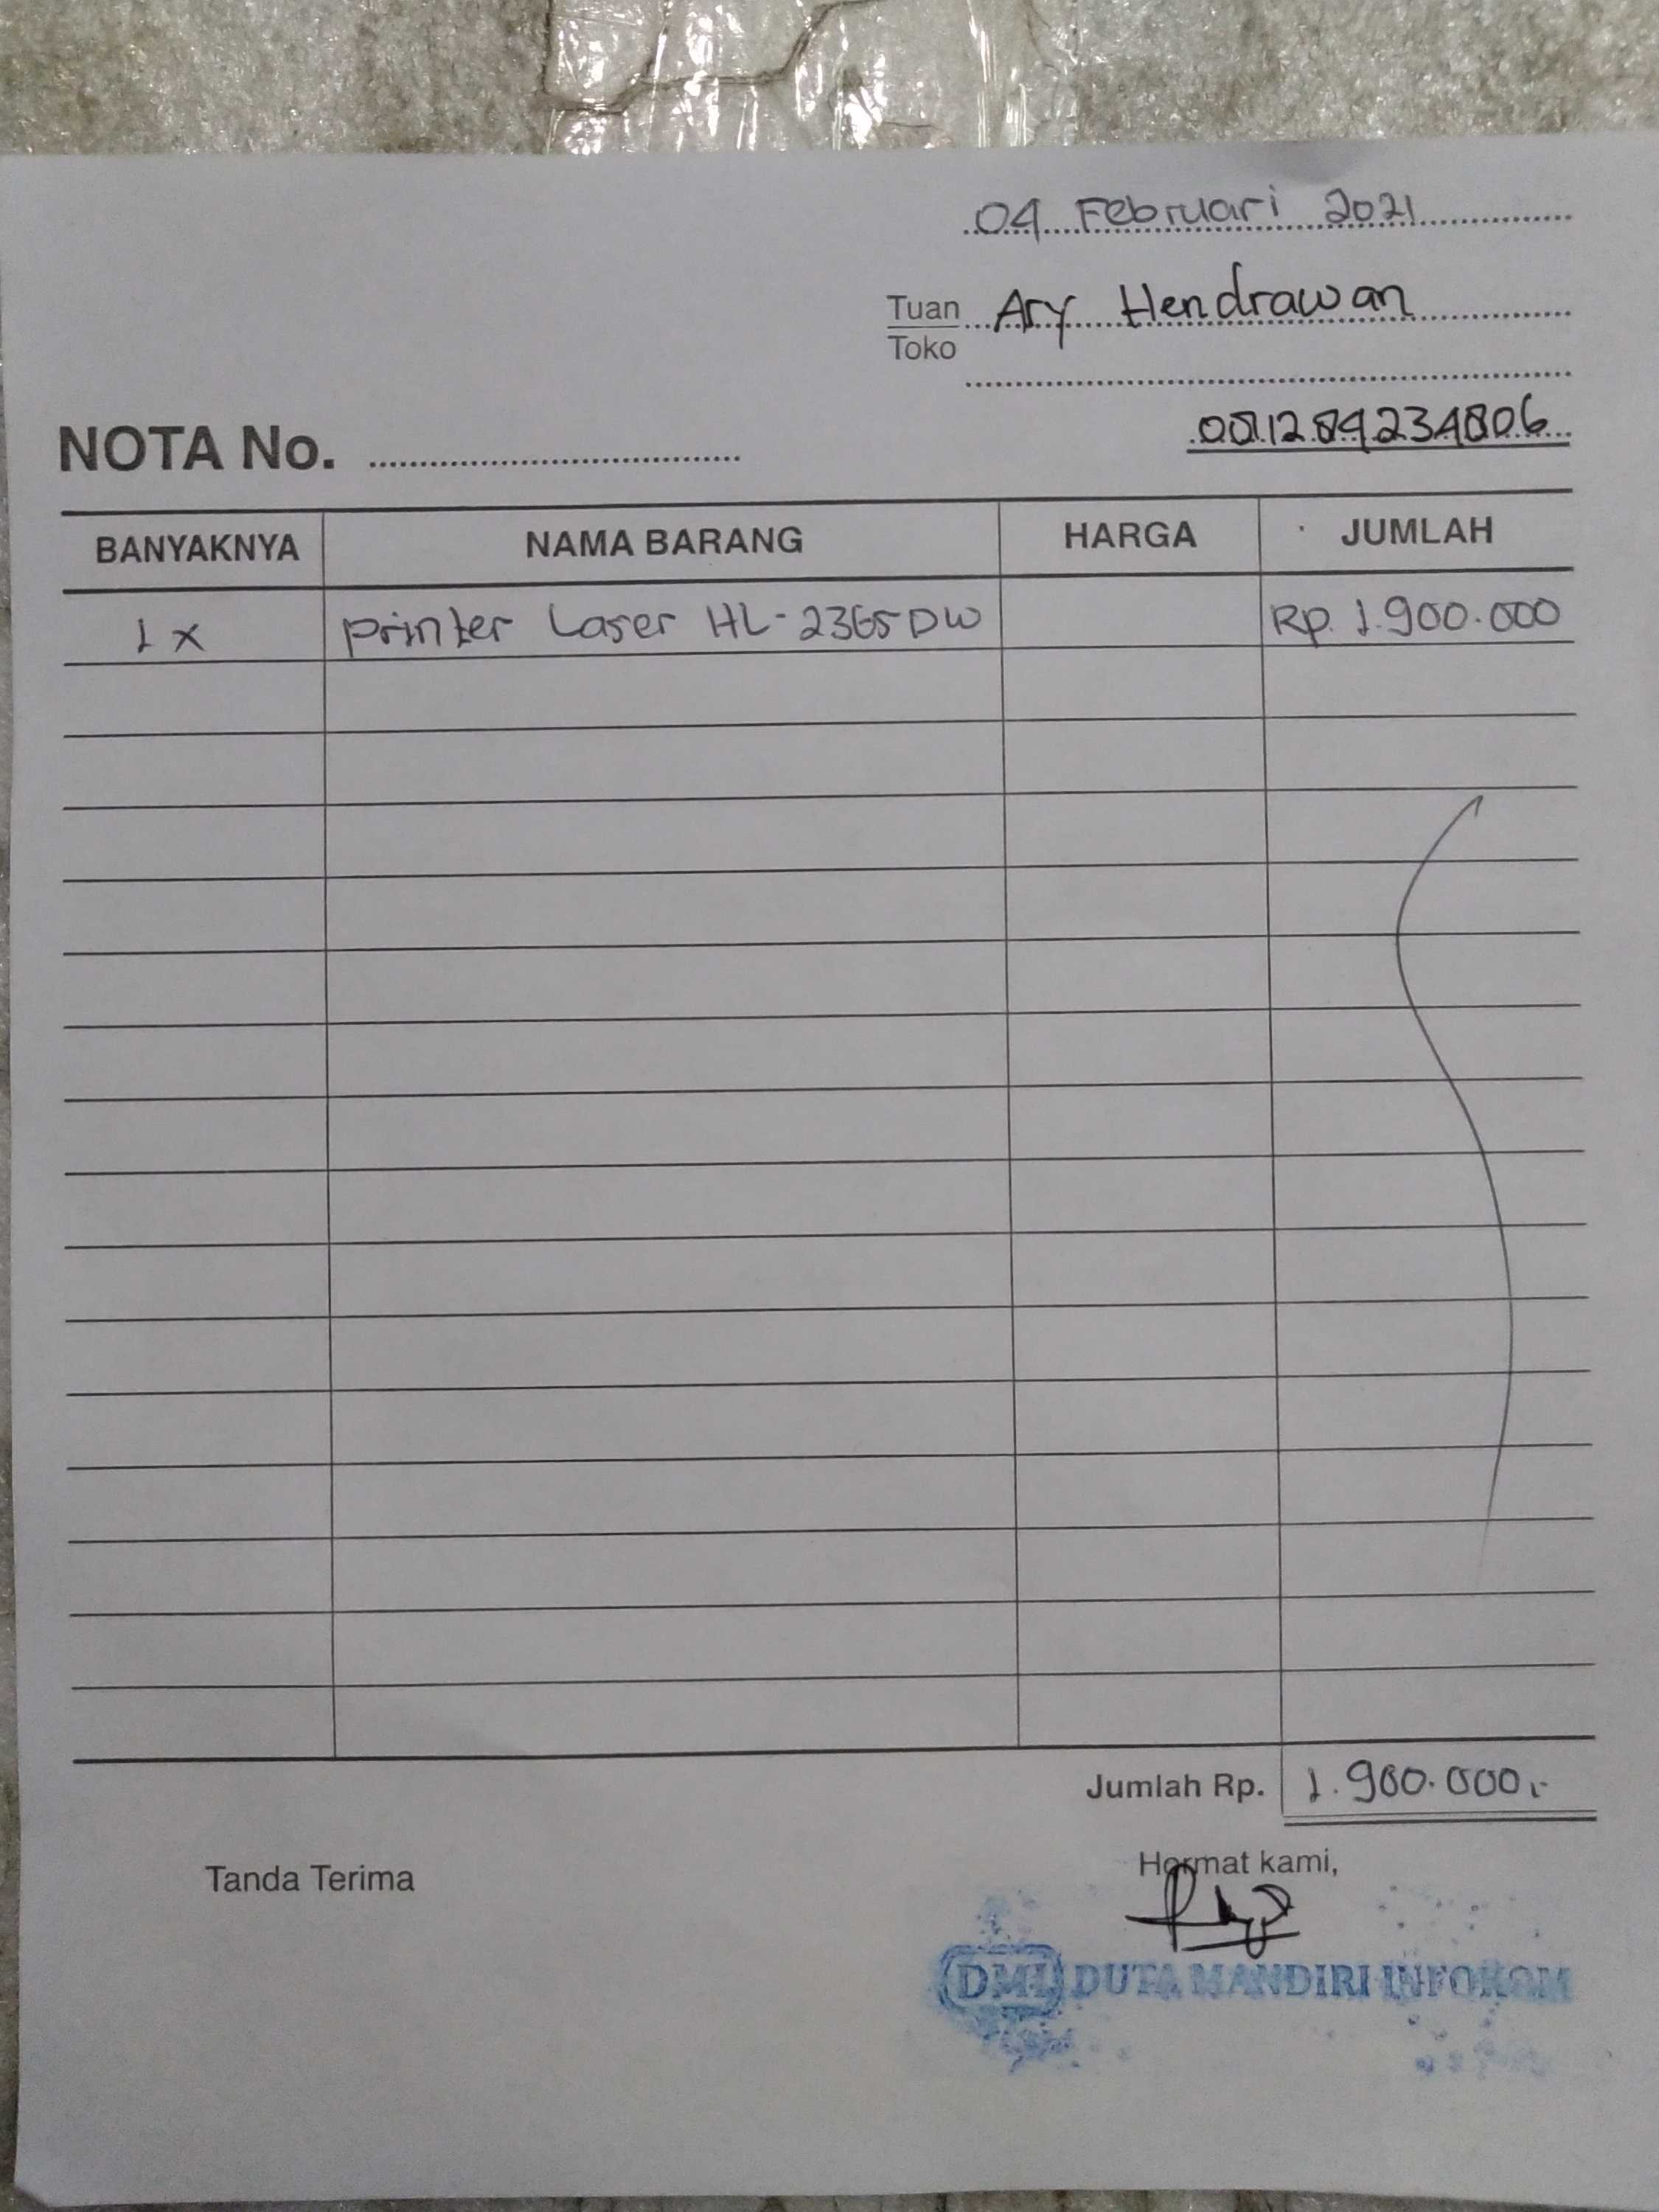 04 Februari 2021
Tuan Ary Hendrawan
Toko
NOTA No.
081284234806
BANYAKNYA NAMA BARANG HARGA JUMLAH
1 x Printer Laser HL-2365DW Rp. 1.900.000
Jumlah Rp. 1.900.000,-
Tanda Terima Hormat kami,
DMI DUTA MANDIRI INFOKOM